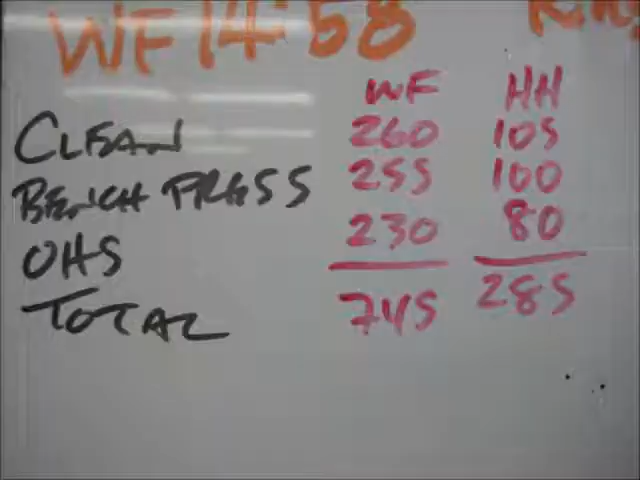 WF 14:58
WF HH
CLEAN 260 105
BENCH PRESS 255 100
OHS 230 80
TOTAL 745 285